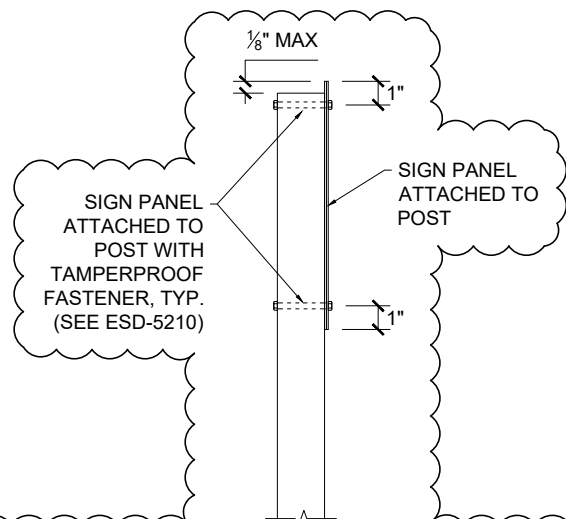 ⅛" MAX
1"
SIGN PANEL
ATTACHED TO
POST WITH
TAMPERPROOF
FASTENER, TYP.
(SEE ESD-5210)
SIGN PANEL
ATTACHED TO
POST
1"